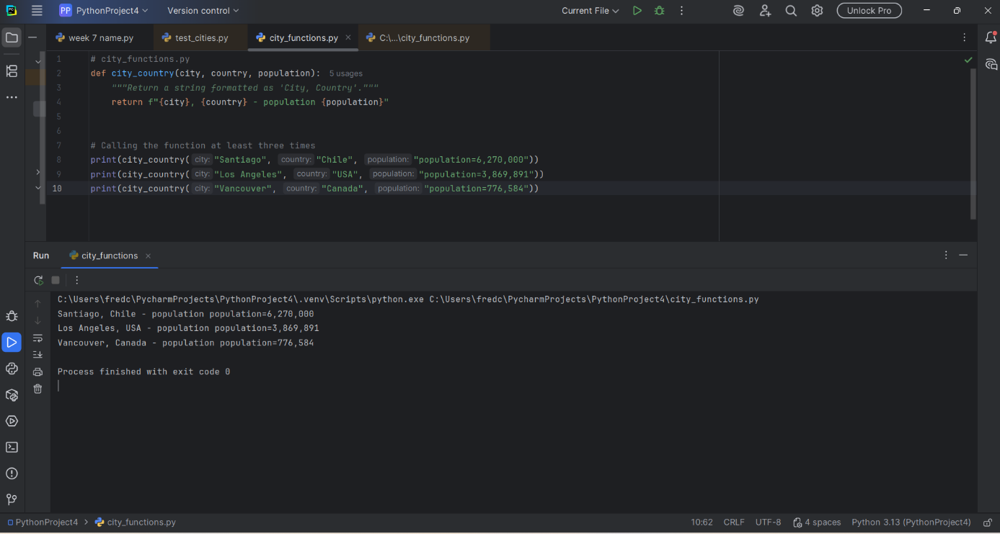 PP PythonProject4 Version control Current File Unlock Pro
week 7 name.py test_cities.py city_functions.py C:\...\city_functions.py
1 # city_functions.py
2 def city_country(city, country, population): 5 usages
3 """Return a string formatted as 'City, Country'."""
4 return f"{city}, {country} - population {population}"
5
6
7 # Calling the function at least three times
8 print(city_country( city: "Santiago", country: "Chile", population: "population=6,270,000"))
9 print(city_country( city: "Los Angeles", country: "USA", population: "population=3,869,891"))
10 print(city_country( city: "Vancouver", country: "Canada", population: "population=776,584"))
Run city_functions
C:\Users\fredc\PycharmProjects\PythonProject4\.venv\Scripts\python.exe C:\Users\fredc\PycharmProjects\PythonProject4\city_functions.py
Santiago, Chile - population population=6,270,000
Los Angeles, USA - population population=3,869,891
Vancouver, Canada - population population=776,584
Process finished with exit code 0
PythonProject4 > city_functions.py 10:62 CRLF UTF-8 4 spaces Python 3.13 (PythonProject4)